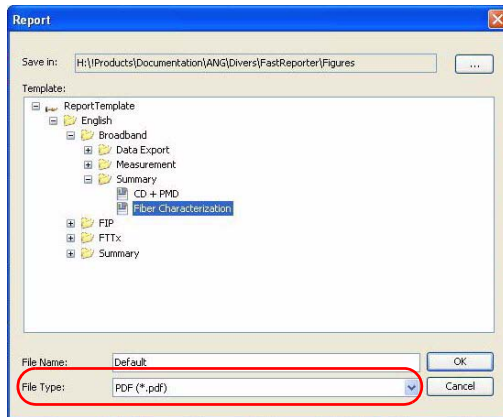 Report
Save in: H:\!Products\Documentation\ANG\Divers\FastReporter\Figures ...
Template:
ReportTemplate
English
Broadband
Data Export
Measurement
Summary
CD + PMD
Fiber Characterization
FIP
FTTx
Summary
File Name: Default OK
File Type: PDF (*.pdf) Cancel